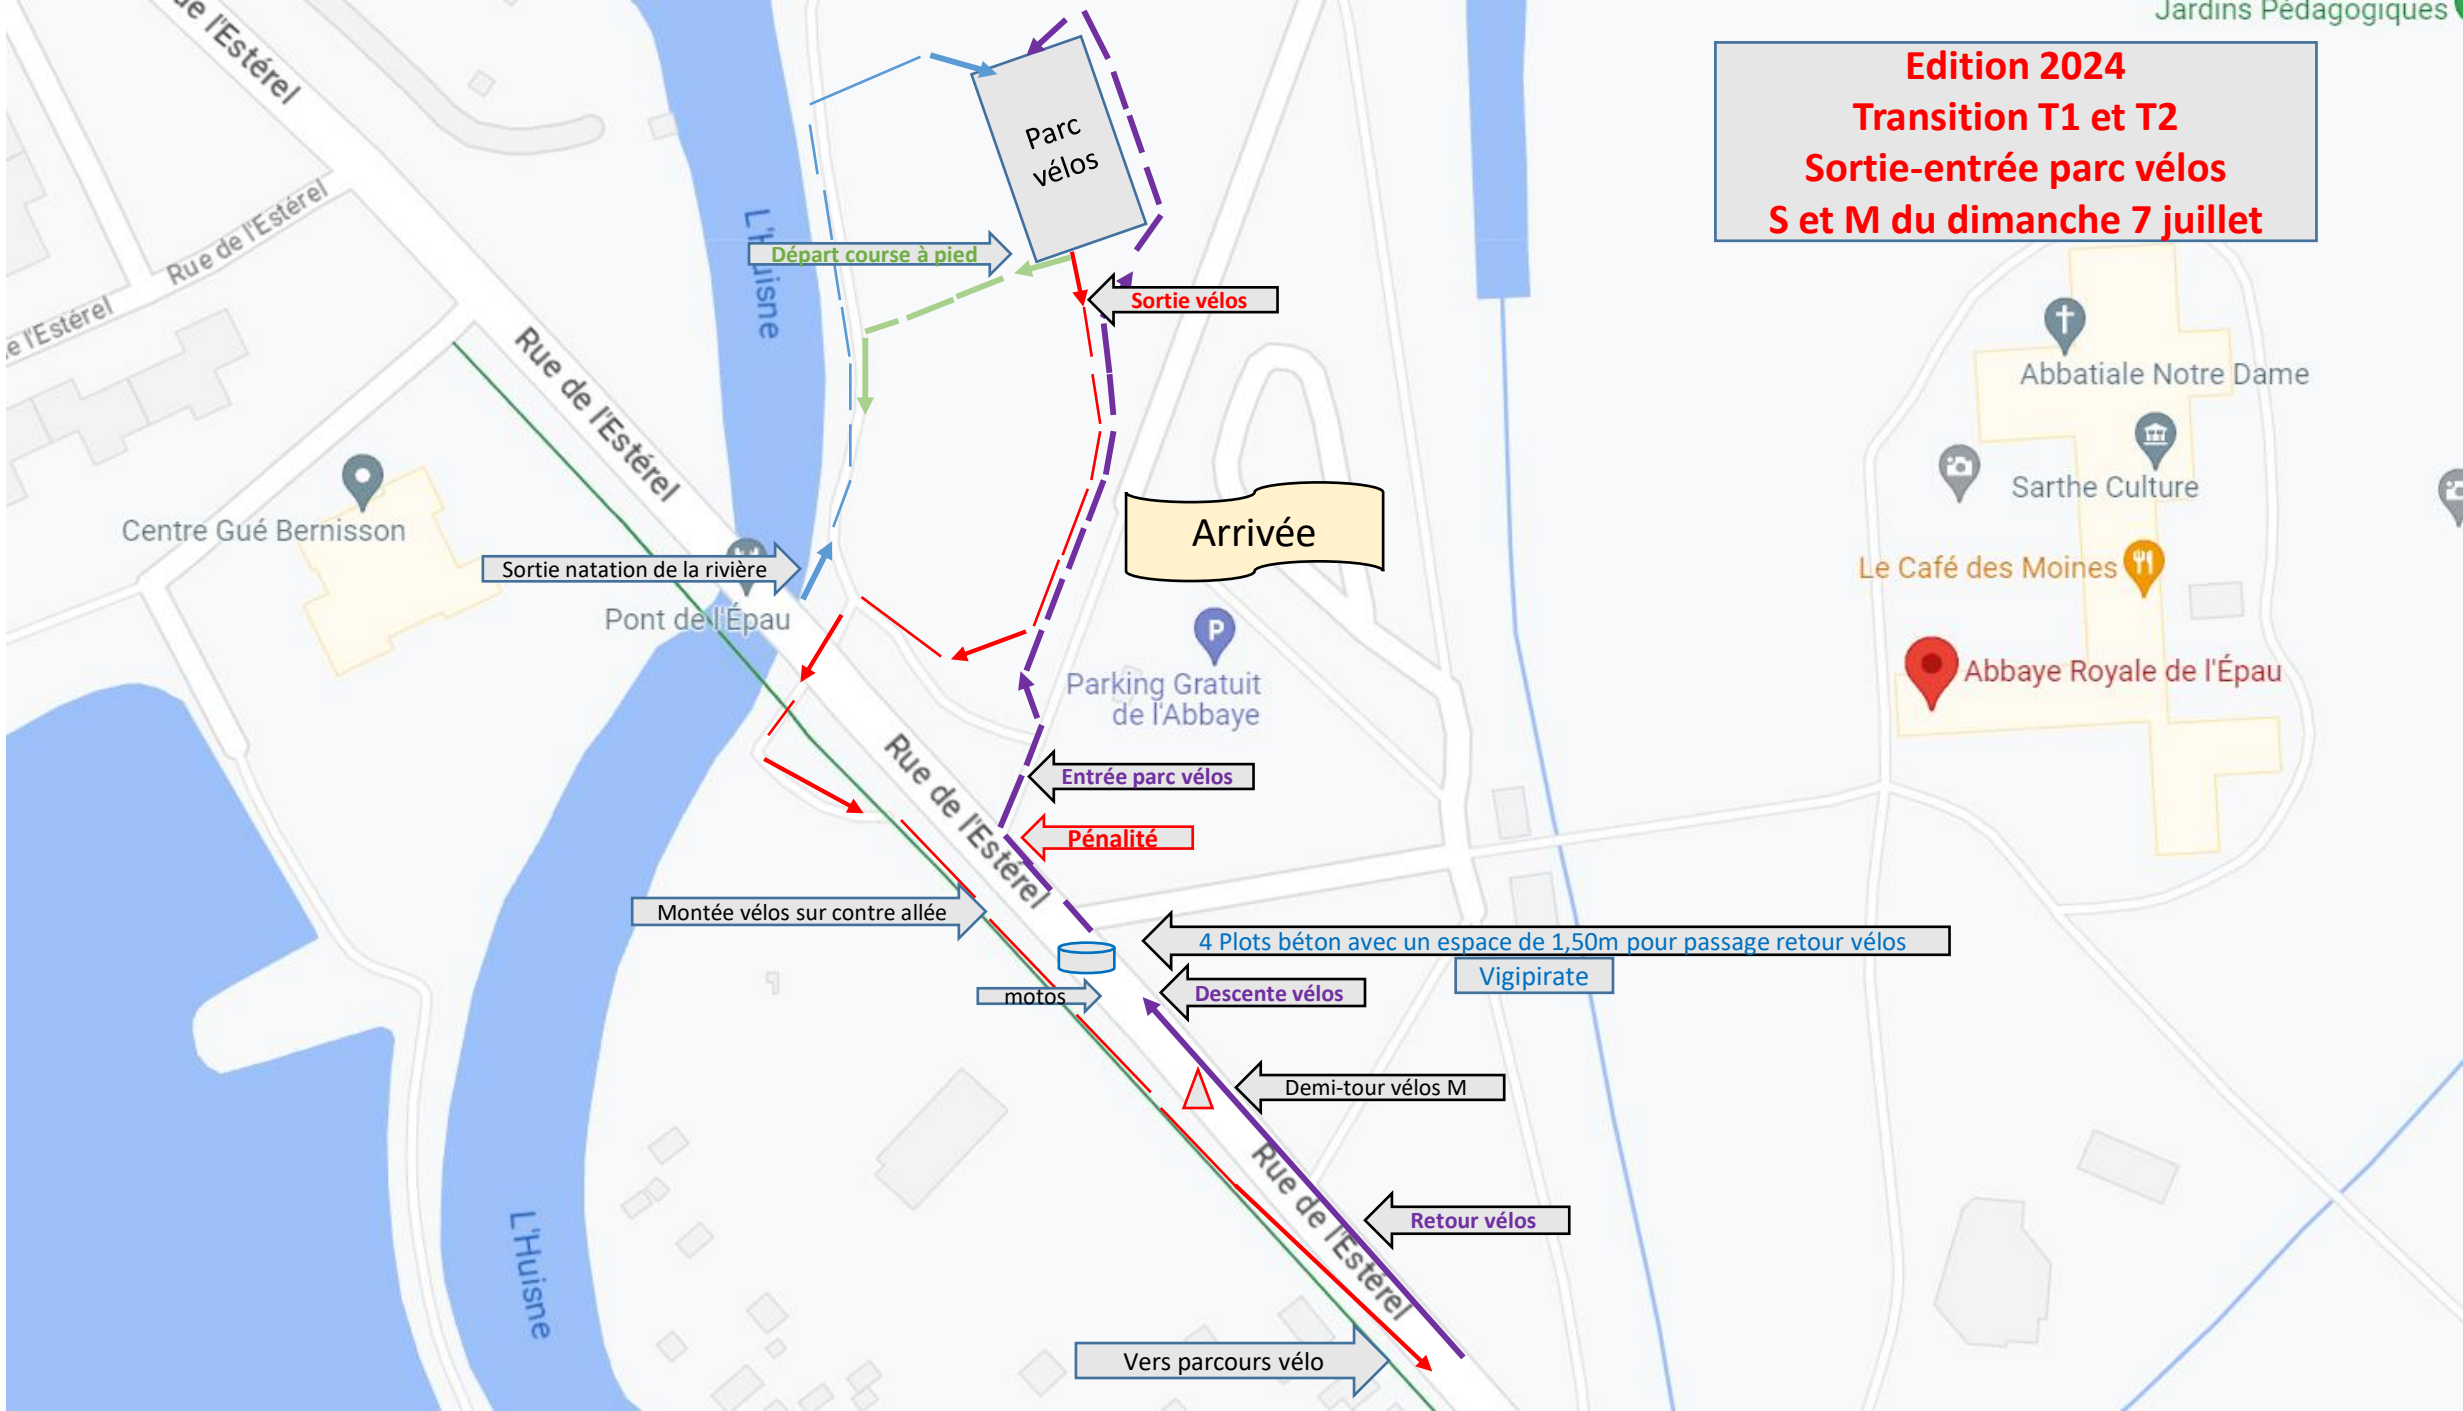 Jardins Pédagogiques
Edition 2024
Transition T1 et T2
Sortie-entrée parc vélos
S et M du dimanche 7 juillet
e l'Estérel
Rue de l'Estérel
e l'Estérel
Rue de l'Estérel
L'Huisne
Parc
vélos
Départ course à pied
Sortie vélos
Abbatiale Notre Dame
Sarthe Culture
Le Café des Moines
Abbaye Royale de l'Épau
Centre Gué Bernisson
Arrivée
Sortie natation de la rivière
Pont de l'Épau
P
Parking Gratuit
de l'Abbaye
Rue de l'Estérel
Entrée parc vélos
Pénalité
Montée vélos sur contre allée
4 Plots béton avec un espace de 1,50m pour passage retour vélos
Vigipirate
motos
Descente vélos
Demi-tour vélos M
Rue de l'Estérel
Retour vélos
L'Huisne
Vers parcours vélo